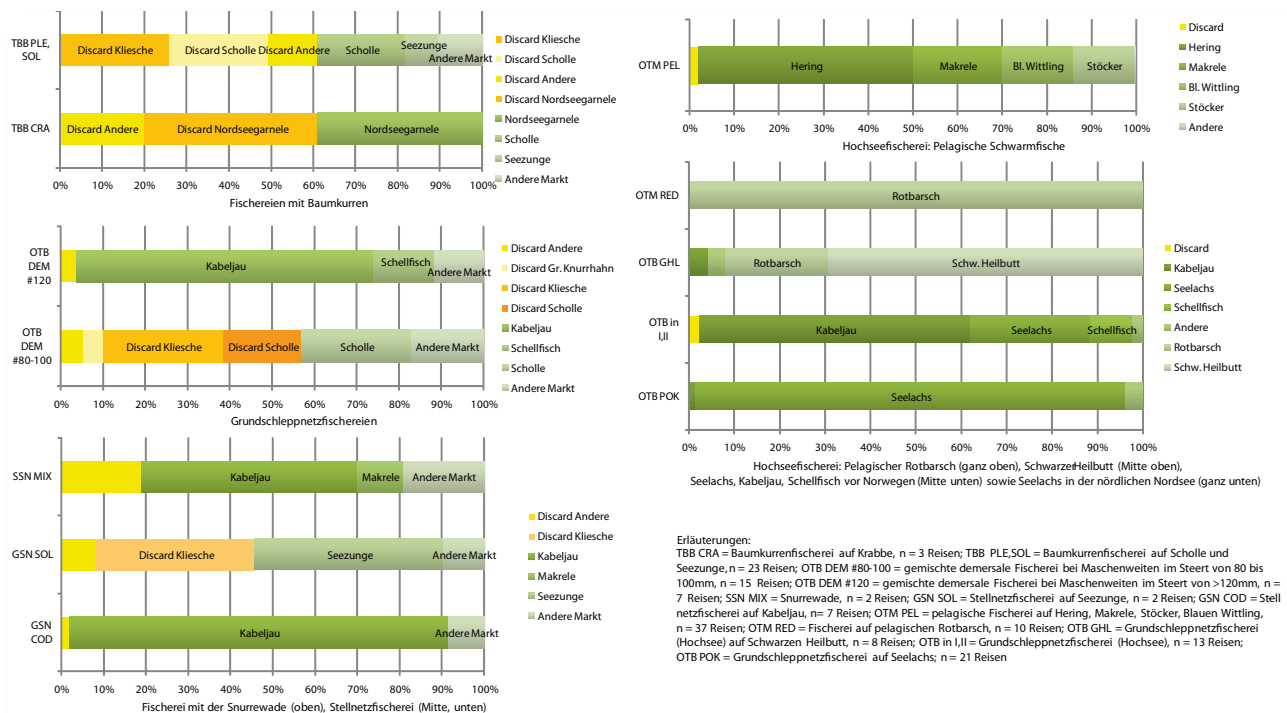 TBB PLE,
SOL
Discard Kliesche
Discard Scholle
Discard Andere
Scholle
Seezunge
Andere Markt
TBB CRA
Discard Andere
Discard Nordseegarnele
Nordseegarnele
0% 10% 20% 30% 40% 50% 60% 70% 80% 90% 100%
Fischereien mit Baumkurren
Discard Kliesche
Discard Scholle
Discard Andere
Discard Nordseegarnele
Nordseegarnele
Scholle
Seezunge
Andere Markt
OTB
DEM
#120
Kabeljau
Schellfisch
Andere Markt
OTB
DEM
#80-100
Discard Kliesche
Discard Scholle
Scholle
Andere Markt
0% 10% 20% 30% 40% 50% 60% 70% 80% 90% 100%
Grundschleppnetzfischereien
Discard Andere
Discard Gr. Knurrhahn
Discard Kliesche
Discard Scholle
Kabeljau
Schellfisch
Scholle
Andere Markt
SSN MIX
Kabeljau
Makrele
Andere Markt
GSN SOL
Discard Kliesche
Seezunge
Andere Markt
GSN
COD
Kabeljau
Andere Markt
0% 10% 20% 30% 40% 50% 60% 70% 80% 90% 100%
Fischerei mit der Snurrewade (oben), Stellnetzfischerei (Mitte, unten)
Discard Andere
Discard Kliesche
Kabeljau
Makrele
Seezunge
Andere Markt
OTM PEL
Hering
Makrele
Bl. Wittling
Stöcker
0% 10% 20% 30% 40% 50% 60% 70% 80% 90% 100%
Hochseefischerei: Pelagische Schwarmfische
Discard
Hering
Makrele
Bl. Wittling
Stöcker
Andere
OTM RED
Rotbarsch
OTB GHL
Rotbarsch
Schw. Heilbutt
OTB in
I,II
Kabeljau
Seelachs
Schellfisch
OTB POK
Seelachs
0% 10% 20% 30% 40% 50% 60% 70% 80% 90% 100%
Hochseefischerei: Pelagischer Rotbarsch (ganz oben), SchwarzerHeilbutt (Mitte oben),
Seelachs, Kabeljau, Schellfisch vor Norwegen (Mitte unten) sowie Seelachs in der nördlichen Nordsee (ganz unten)
Discard
Kabeljau
Seelachs
Schellfisch
Andere
Rotbarsch
Schw. Heilbutt
Erläuterungen:
TBB CRA = Baumkurrenfischerei auf Krabbe, n = 3 Reisen; TBB PLE,SOL = Baumkurrenfischerei auf Scholle und
Seezunge, n = 23 Reisen; OTB DEM #80-100 = gemischte demersale Fischerei bei Maschenweiten im Steert von 80 bis
100mm, n = 15 Reisen; OTB DEM #120 = gemischte demersale Fischerei bei Maschenweiten im Steert von >120mm, n =
7 Reisen; SSN MIX = Snurrewade, n = 2 Reisen; GSN SOL = Stellnetzfischerei auf Seezunge, n = 2 Reisen; GSN COD = Stell
netzfischerei auf Kabeljau, n= 7 Reisen; OTM PEL = pelagische Fischerei auf Hering, Makrele, Stöcker, Blauen Wittling,
n = 37 Reisen; OTM RED = Fischerei auf pelagischen Rotbarsch, n = 10 Reisen; OTB GHL = Grundschleppnetzfischerei
(Hochsee) auf Schwarzen Heilbutt, n = 8 Reisen; OTB in I,II = Grundschleppnetzfischerei (Hochsee), n = 13 Reisen;
OTB POK = Grundschleppnetzfischerei auf Seelachs; n = 21 Reisen